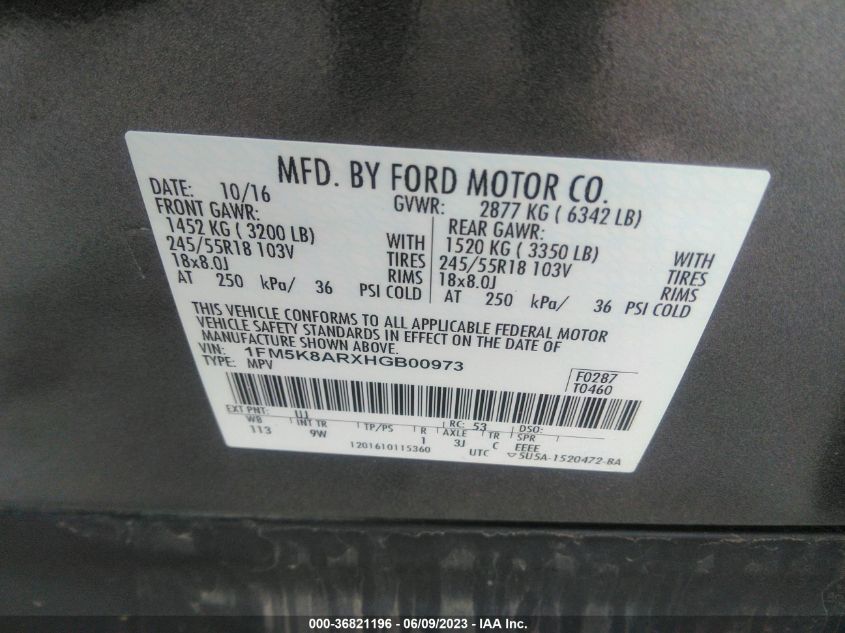 MFD. BY FORD MOTOR CO.
DATE: 10/16 GVWR: 2877 KG ( 6342 LB)
FRONT GAWR: REAR GAWR:
1452 KG ( 3200 LB) WITH 1520 KG ( 3350 LB) WITH
245/55R18 103V TIRES 245/55R18 103V TIRES
18x8.0J RIMS 18x8.0J RIMS
AT 250 kPa/ 36 PSI COLD AT 250 kPa/ 36 PSI COLD
THIS VEHICLE CONFORMS TO ALL APPLICABLE FEDERAL MOTOR
VEHICLE SAFETY STANDARDS IN EFFECT ON THE DATE OF
MANUFACTURE SHOWN ABOVE.
VIN: 1FM5K8ARXHGB00973
TYPE: MPV F0287
T0460
EXT PNT: UJ RC: 53 DSO:
WB INT TR TP/PS R AXLE TR SPR
113 9W 1 3J C EEEE
1201610115360 UTC ▽5U5A-1520472-BA
000-36821196 - 06/09/2023 - IAA Inc.